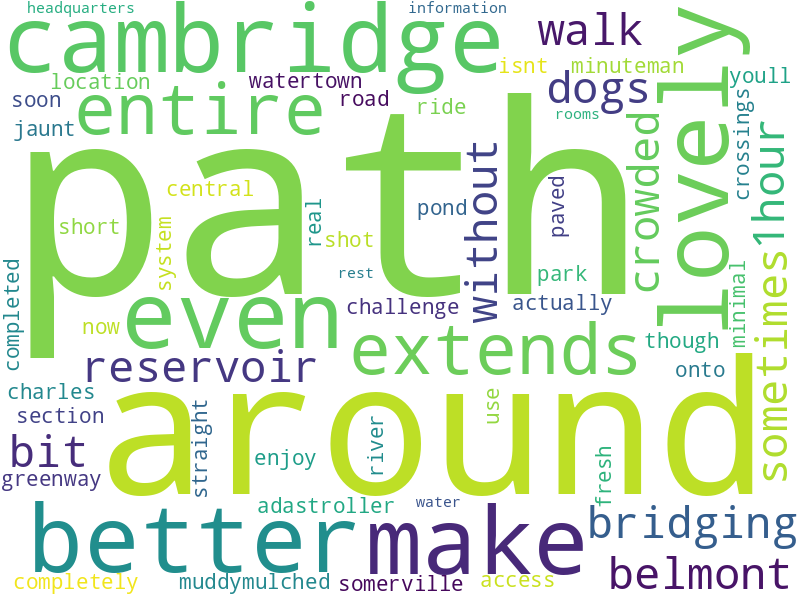 headquarters
information
cambridge
walk
lovely
isnt
minuteman
location
watertown
youll
soon
entire
road
ride
dogs
rooms
crossings
jaunt
path
crowded
1hour
central
short
system
real
shot
pond
without
paved
park
rest
completed
now
even
challenge
actually
minimal
sometimes
reservoir
extends
though
onto
charles
section
bit
greenway
around
straight
enjoy
river
use
fresh
better
adastroller
water
make
bridging
completely
muddymulched
somerville
access
belmont